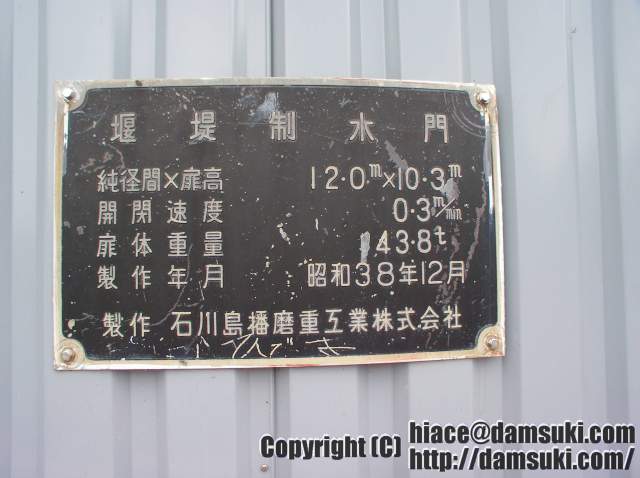 堰堤制水門
純径間×扉高 12.0m×10.3m
開閉速度 0.3m/min
扉体重量 43.8t
製作年月 昭和38年12月
製作 石川島播磨重工業株式会社
Copyright (C) hiace@damsuki.com
http://damsuki.com/